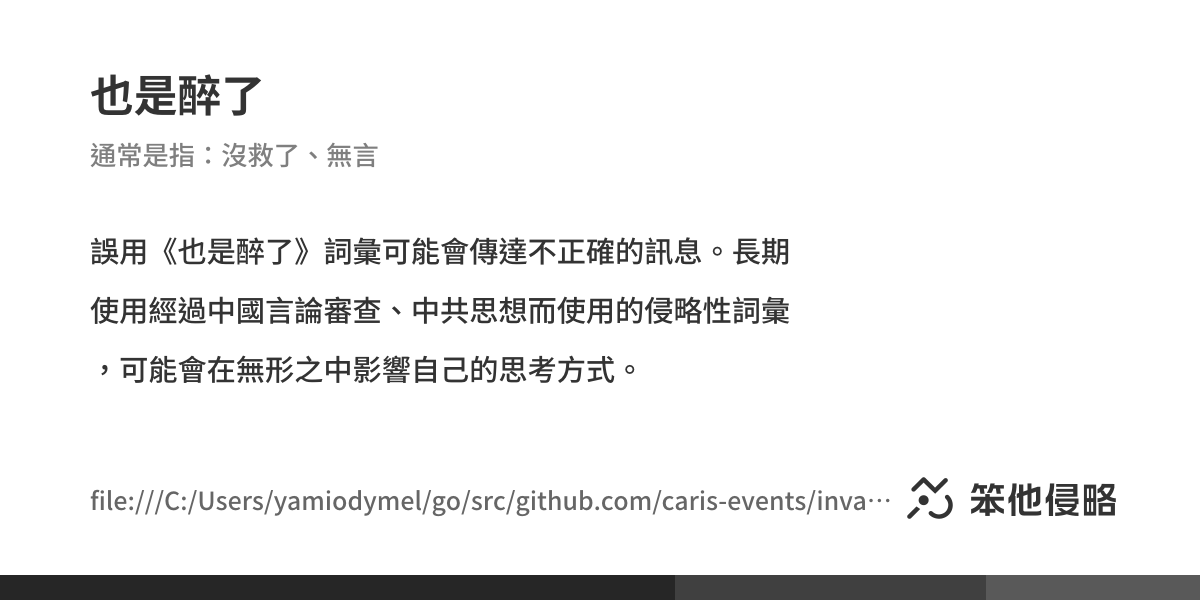 也是醉了
通常是指：沒救了、無言
誤用《也是醉了》詞彙可能會傳達不正確的訊息。長期
使用經過中國言論審查、中共思想而使用的侵略性詞彙
，可能會在無形之中影響自己的思考方式。
file:///C:/Users/yamiodymel/go/src/github.com/caris-events/inva…
笨他侵略